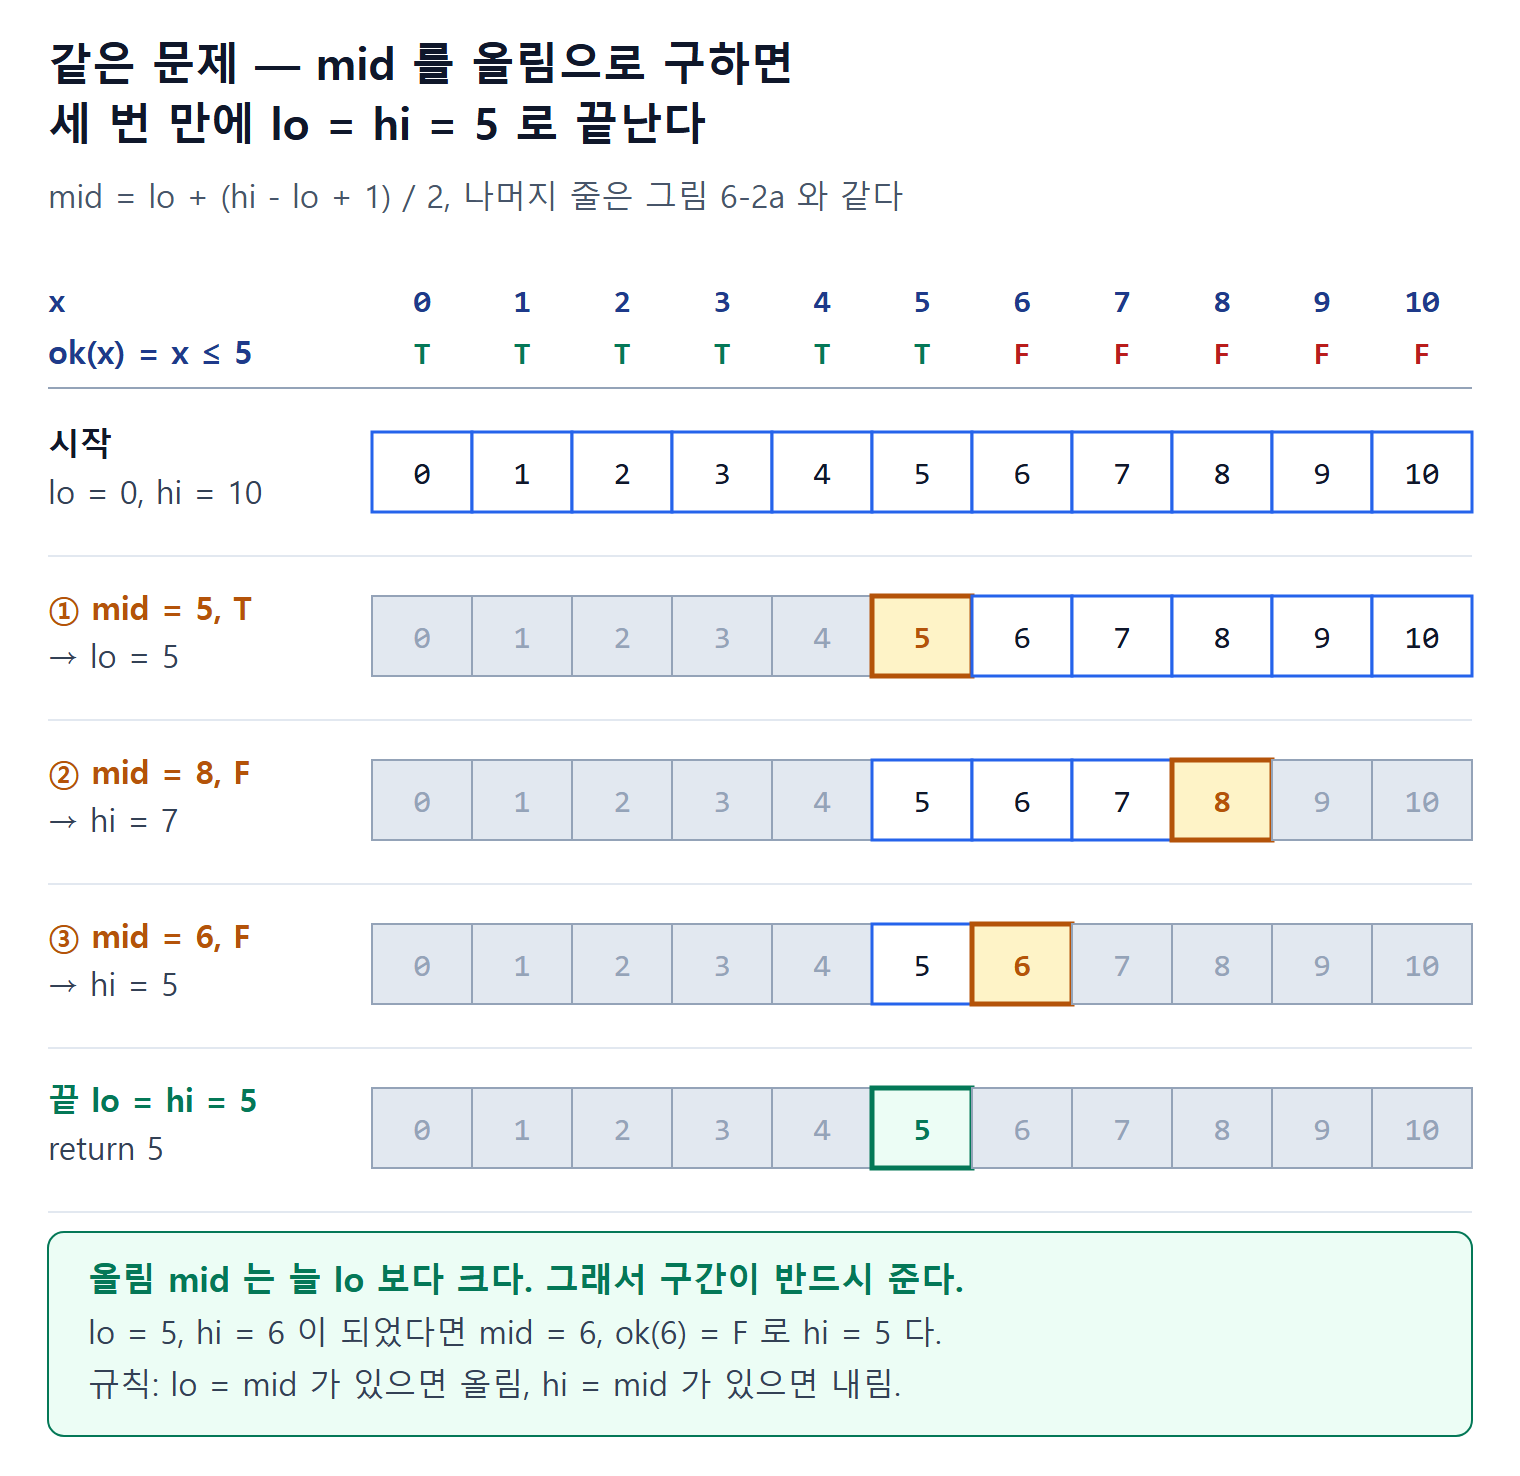 같은 문제 — mid 를 올림으로 구하면
세 번 만에 lo = hi = 5 로 끝난다
mid = lo + (hi - lo + 1) / 2, 나머지 줄은 그림 6-2a 와 같다
x 0 1 2 3 4 5 6 7 8 9 10
ok(x) = x ≤ 5 T T T T T T F F F F F
시작
lo = 0, hi = 10
0 1 2 3 4 5 6 7 8 9 10
① mid = 5, T
→ lo = 5
0 1 2 3 4 5 6 7 8 9 10
② mid = 8, F
→ hi = 7
0 1 2 3 4 5 6 7 8 9 10
③ mid = 6, F
→ hi = 5
0 1 2 3 4 5 6 7 8 9 10
끝 lo = hi = 5
return 5
0 1 2 3 4 5 6 7 8 9 10
올림 mid 는 늘 lo 보다 크다. 그래서 구간이 반드시 준다.
lo = 5, hi = 6 이 되었다면 mid = 6, ok(6) = F 로 hi = 5 다.
규칙: lo = mid 가 있으면 올림, hi = mid 가 있으면 내림.